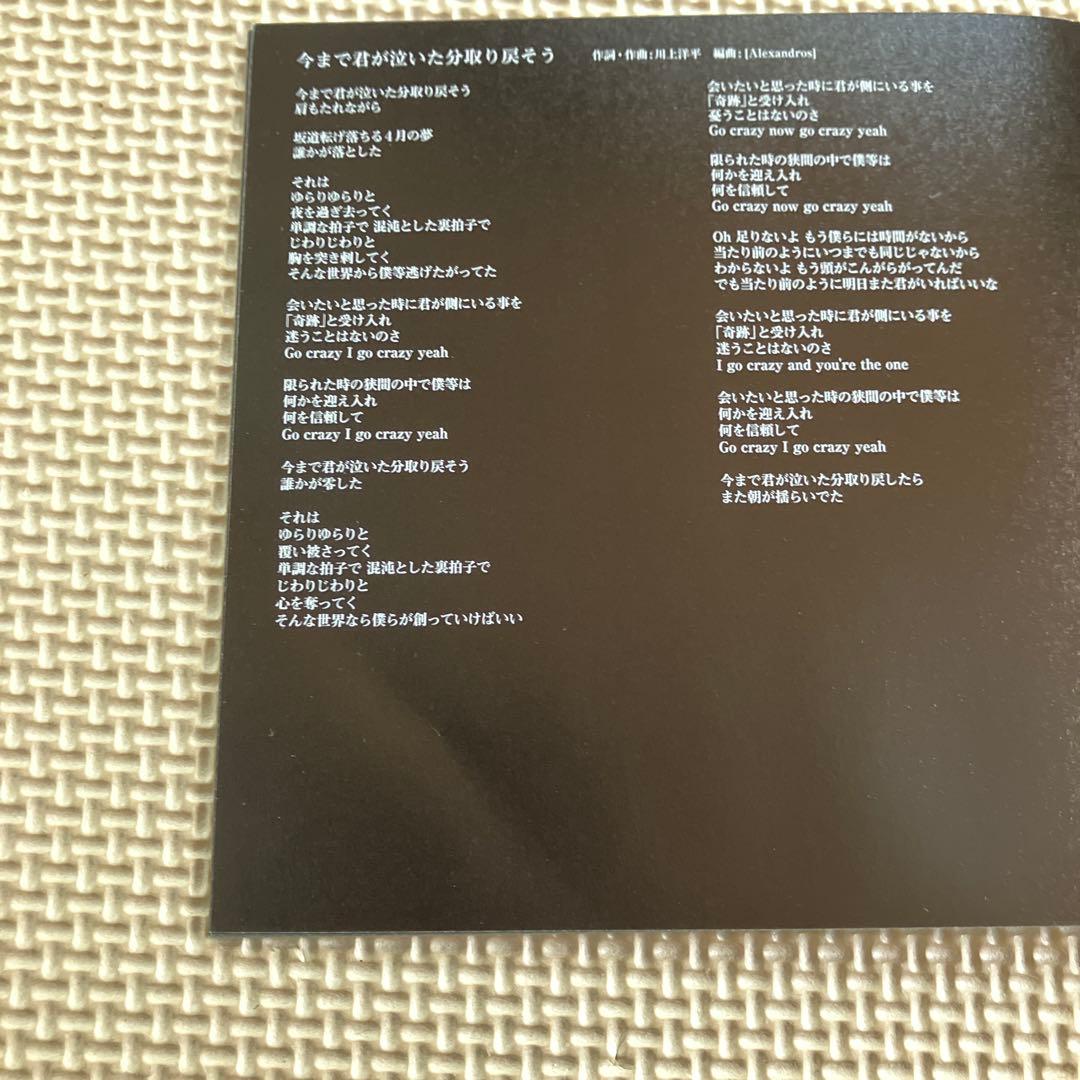 今まで君が泣いた分取り戻そう 作詞・作曲:川上洋平 編曲:[Alexandros]
今まで君が泣いた分取り戻そう
肩もたれながら
坂道転げ落ちる4月の夢
誰かが落とした
それは
ゆらりゆらりと
夜を過ぎ去ってく
単調な拍子で 混沌とした裏拍子で
じわりじわりと
胸を突き刺してく
そんな世界から僕等逃げたがってた
会いたいと思った時に君が側にいる事を
「奇跡」と受け入れ
迷うことはないのさ
Go crazy I go crazy yeah
限られた時の狭間の中で僕等は
何かを迎え入れ
何を信頼して
Go crazy I go crazy yeah
今まで君が泣いた分取り戻そう
誰かが零した
それは
ゆらりゆらりと
覆い被さってく
単調な拍子で 混沌とした裏拍子で
じわりじわりと
心を奪ってく
そんな世界なら僕らが創っていけばいい
会いたいと思った時に君が側にいる事を
「奇跡」と受け入れ
憂うことはないのさ
Go crazy now go crazy yeah
限られた時の狭間の中で僕等は
何かを迎え入れ
何を信頼して
Go crazy now go crazy yeah
Oh 足りないよ もう僕らには時間がないから
当たり前のようにいつまでも同じじゃないから
わからないよ もう頭がこんがらがってんだ
でも当たり前のように明日また君がいればいいな
会いたいと思った時に君が側にいる事を
「奇跡」と受け入れ
迷うことはないのさ
I go crazy and you're the one
会いたいと思った時の狭間の中で僕等は
何かを迎え入れ
何を信頼して
Go crazy I go crazy yeah
今まで君が泣いた分取り戻したら
また朝が揺らいでた